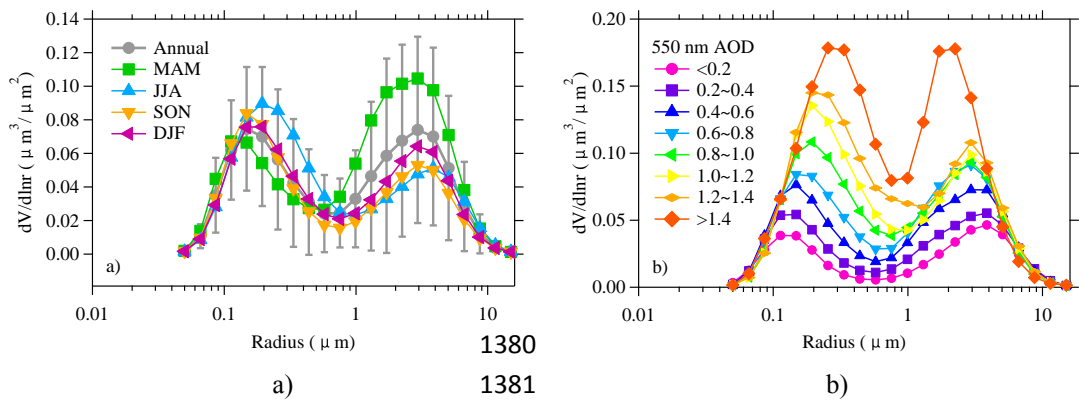 dV/dlnr ( μ m³/ μ m²)
0.14
0.12
0.10
0.08
0.06
0.04
0.02
0.00
Annual
MAM
JJA
SON
DJF
a)
0.01
0.1
1
10
Radius ( μ m)
a)
1380
1381
dV/dlnr ( μ m³/ μ m²)
0.20
0.15
0.10
0.05
0.00
550 nm AOD
<0.2
0.2~0.4
0.4~0.6
0.6~0.8
0.8~1.0
1.0~1.2
1.2~1.4
>1.4
b)
0.01
0.1
1
10
Radius ( μ m)
b)